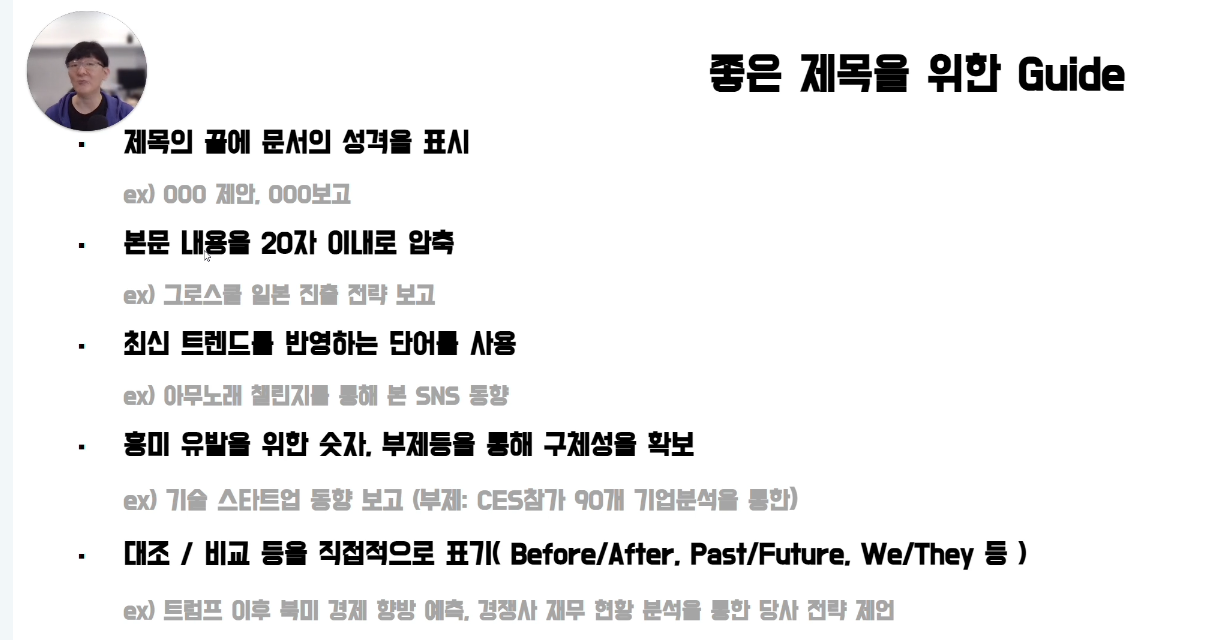 좋은 제목을 위한 Guide
▪ 제목의 끝에 문서의 성격을 표시
ex) OOO 제안, OOO보고
▪ 본문 내용을 20자 이내로 압축
ex) 그로스쿨 일본 진출 전략 보고
▪ 최신 트렌드를 반영하는 단어를 사용
ex) 아무노래 챌린지를 통해 본 SNS 동향
▪ 흥미 유발을 위한 숫자, 부제등을 통해 구체성을 확보
ex) 기술 스타트업 동향 보고 (부제: CES참가 90개 기업분석을 통한)
▪ 대조 / 비교 등을 직접적으로 표기( Before/After, Past/Future, We/They 등 )
ex) 트럼프 이후 북미 경제 향방 예측, 경쟁사 재무 현황 분석을 통한 당사 전략 제언